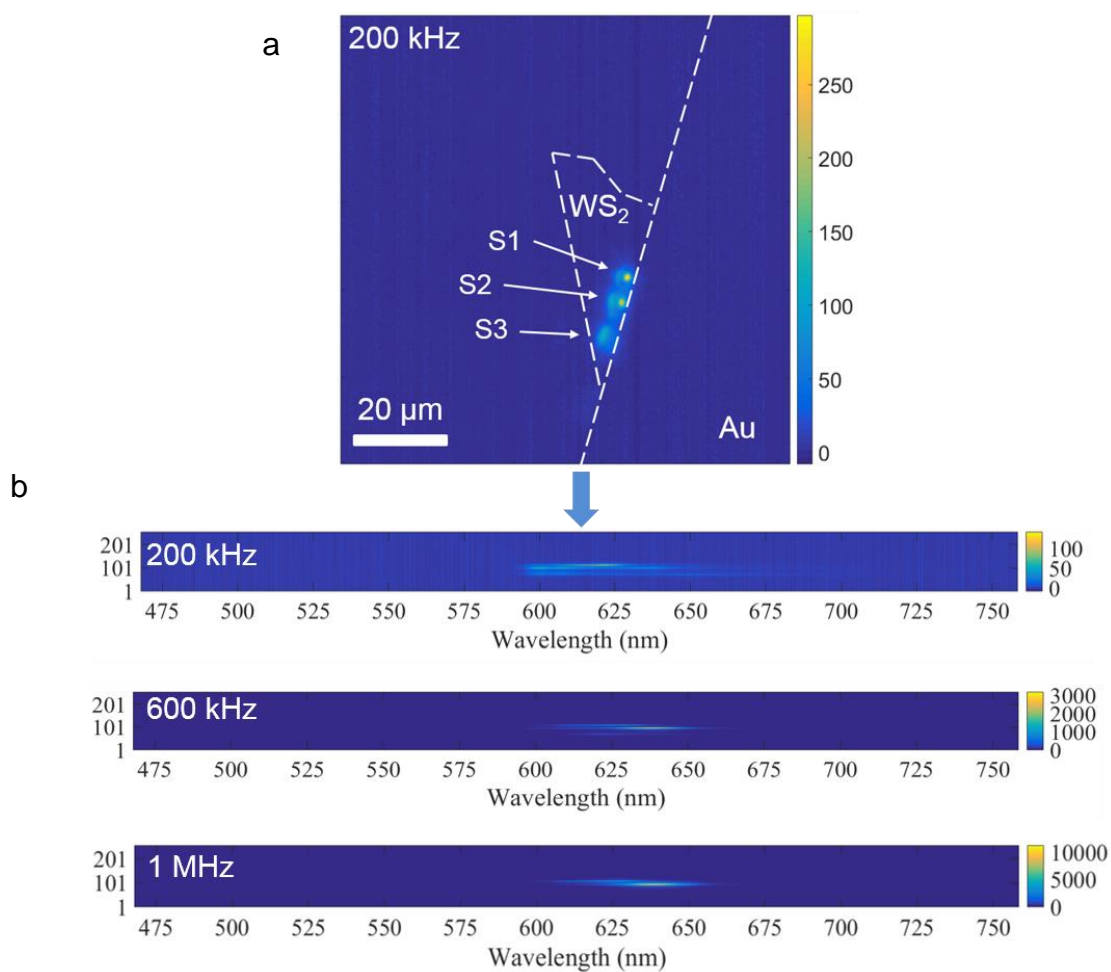 a
200 kHz
250
200
150
100
50
0
WS₂
S1
S2
S3
20 µm
Au
b
200 kHz
201
101
1
100
50
0
475 500 525 550 575 600 625 650 675 700 725 750
Wavelength (nm)
600 kHz
201
101
1
3000
2000
1000
0
475 500 525 550 575 600 625 650 675 700 725 750
Wavelength (nm)
1 MHz
201
101
1
10000
5000
0
475 500 525 550 575 600 625 650 675 700 725 750
Wavelength (nm)